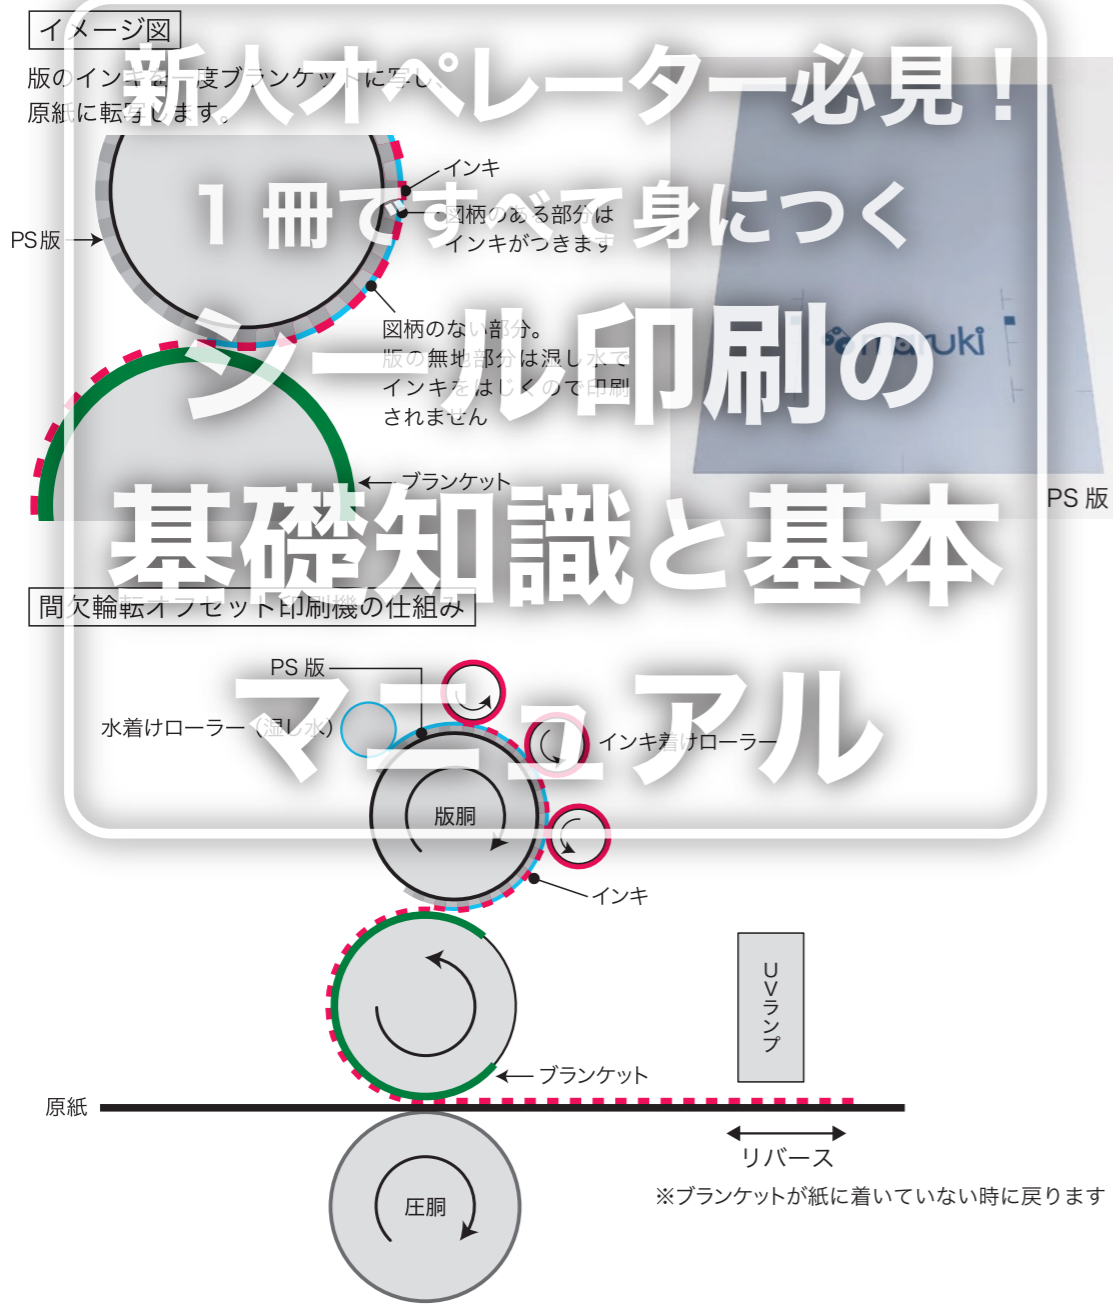 イメージ図
版のインキを一度ブランケットに写し、
原紙に転写します。
新人オペレーター必見！
1冊ですべて身につく
シール印刷の
基礎知識と基本
マニュアル
インキ
図柄のある部分は
インキがつきます
PS版
図柄のない部分。
版の無地部分は湿し水で
インキをはじくので印刷
されません
ブランケット
maruki
PS 版
間欠輪転オフセット印刷機の仕組み
PS 版
水着けローラー（湿し水）
インキ着けローラー
版胴
インキ
UVランプ
ブランケット
原紙
リバース
※ブランケットが紙に着いていない時に戻ります
圧胴